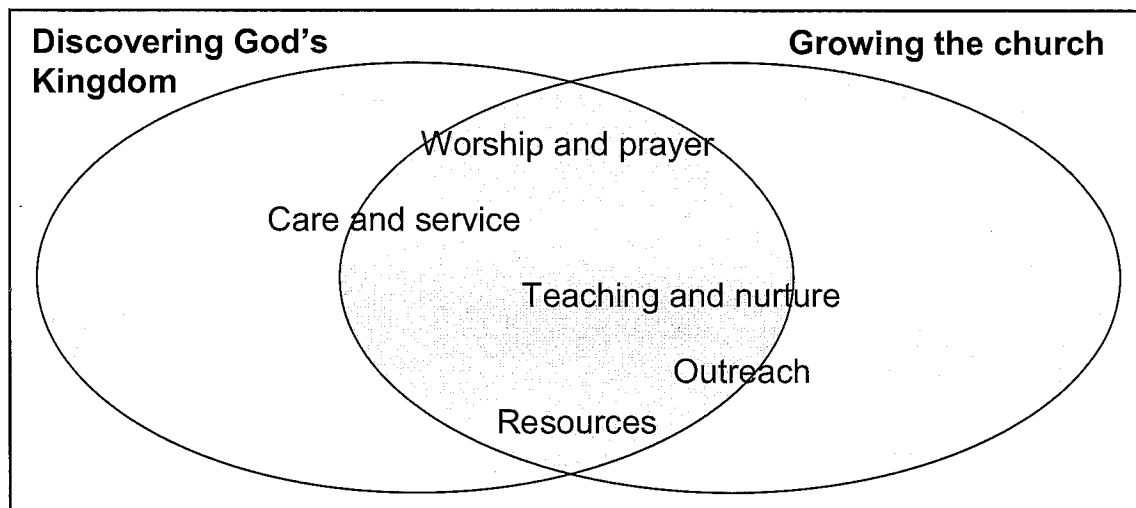 Discovering God's
Kingdom
Growing the church
Worship and prayer
Care and service
Teaching and nurture
Outreach
Resources